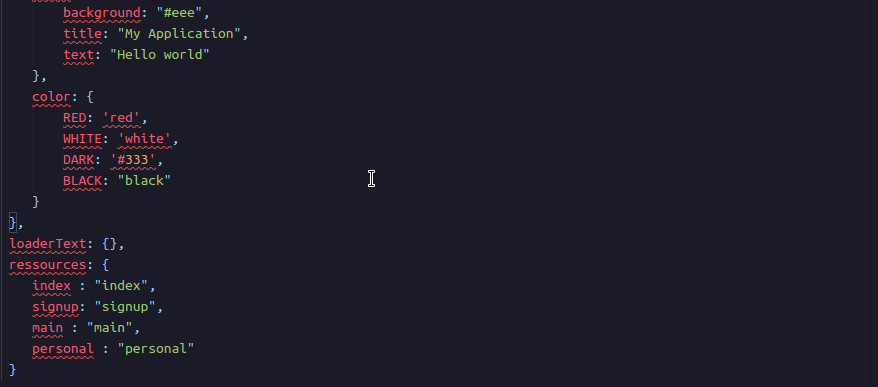 background: "#eee",
title: "My Application",
text: "Hello world"
},
color: {
RED: 'red',
WHITE: 'white',
DARK: '#333',
BLACK: "black"
}
},
loaderText: {},
ressources: {
index : "index",
signup: "signup",
main : "main",
personal : "personal"
}